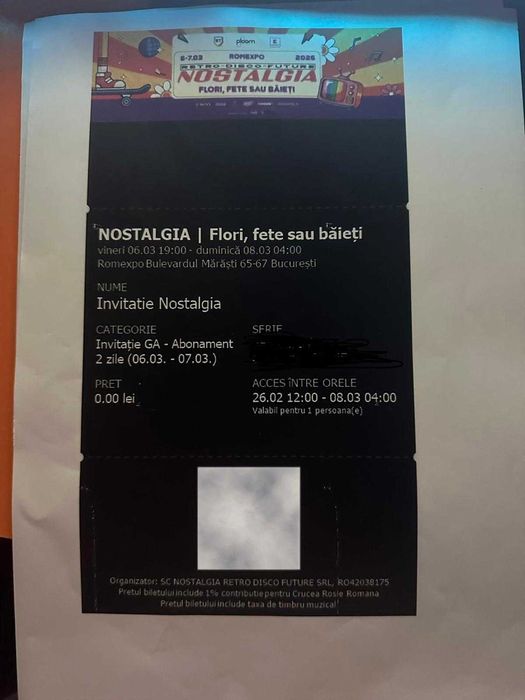 ploom
6-7.03 ROMEXPO 2026
RETRO·DISCO·FUTURE
NOSTALGIA
FLORI, FETE SAU BĂIEȚI
NOSTALGIA | Flori, fete sau băieți
vineri 06.03 19:00 - duminică 08.03 04:00
Romexpo Bulevardul Mărăști 65-67 București
NUME
Invitatie Nostalgia
CATEGORIE
Invitație GA - Abonament
2 zile (06.03. - 07.03.)
SERIE
PRET
0.00 lei
ACCES ÎNTRE ORELE
26.02 12:00 - 08.03 04:00
Valabil pentru 1 persoana(e)
Organizator: SC NOSTALGIA RETRO DISCO FUTURE SRL, RO42038175
Pretul biletului include 1% contributie pentru Crucea Rosie Romana
Pretul biletului include taxa de timbru muzical